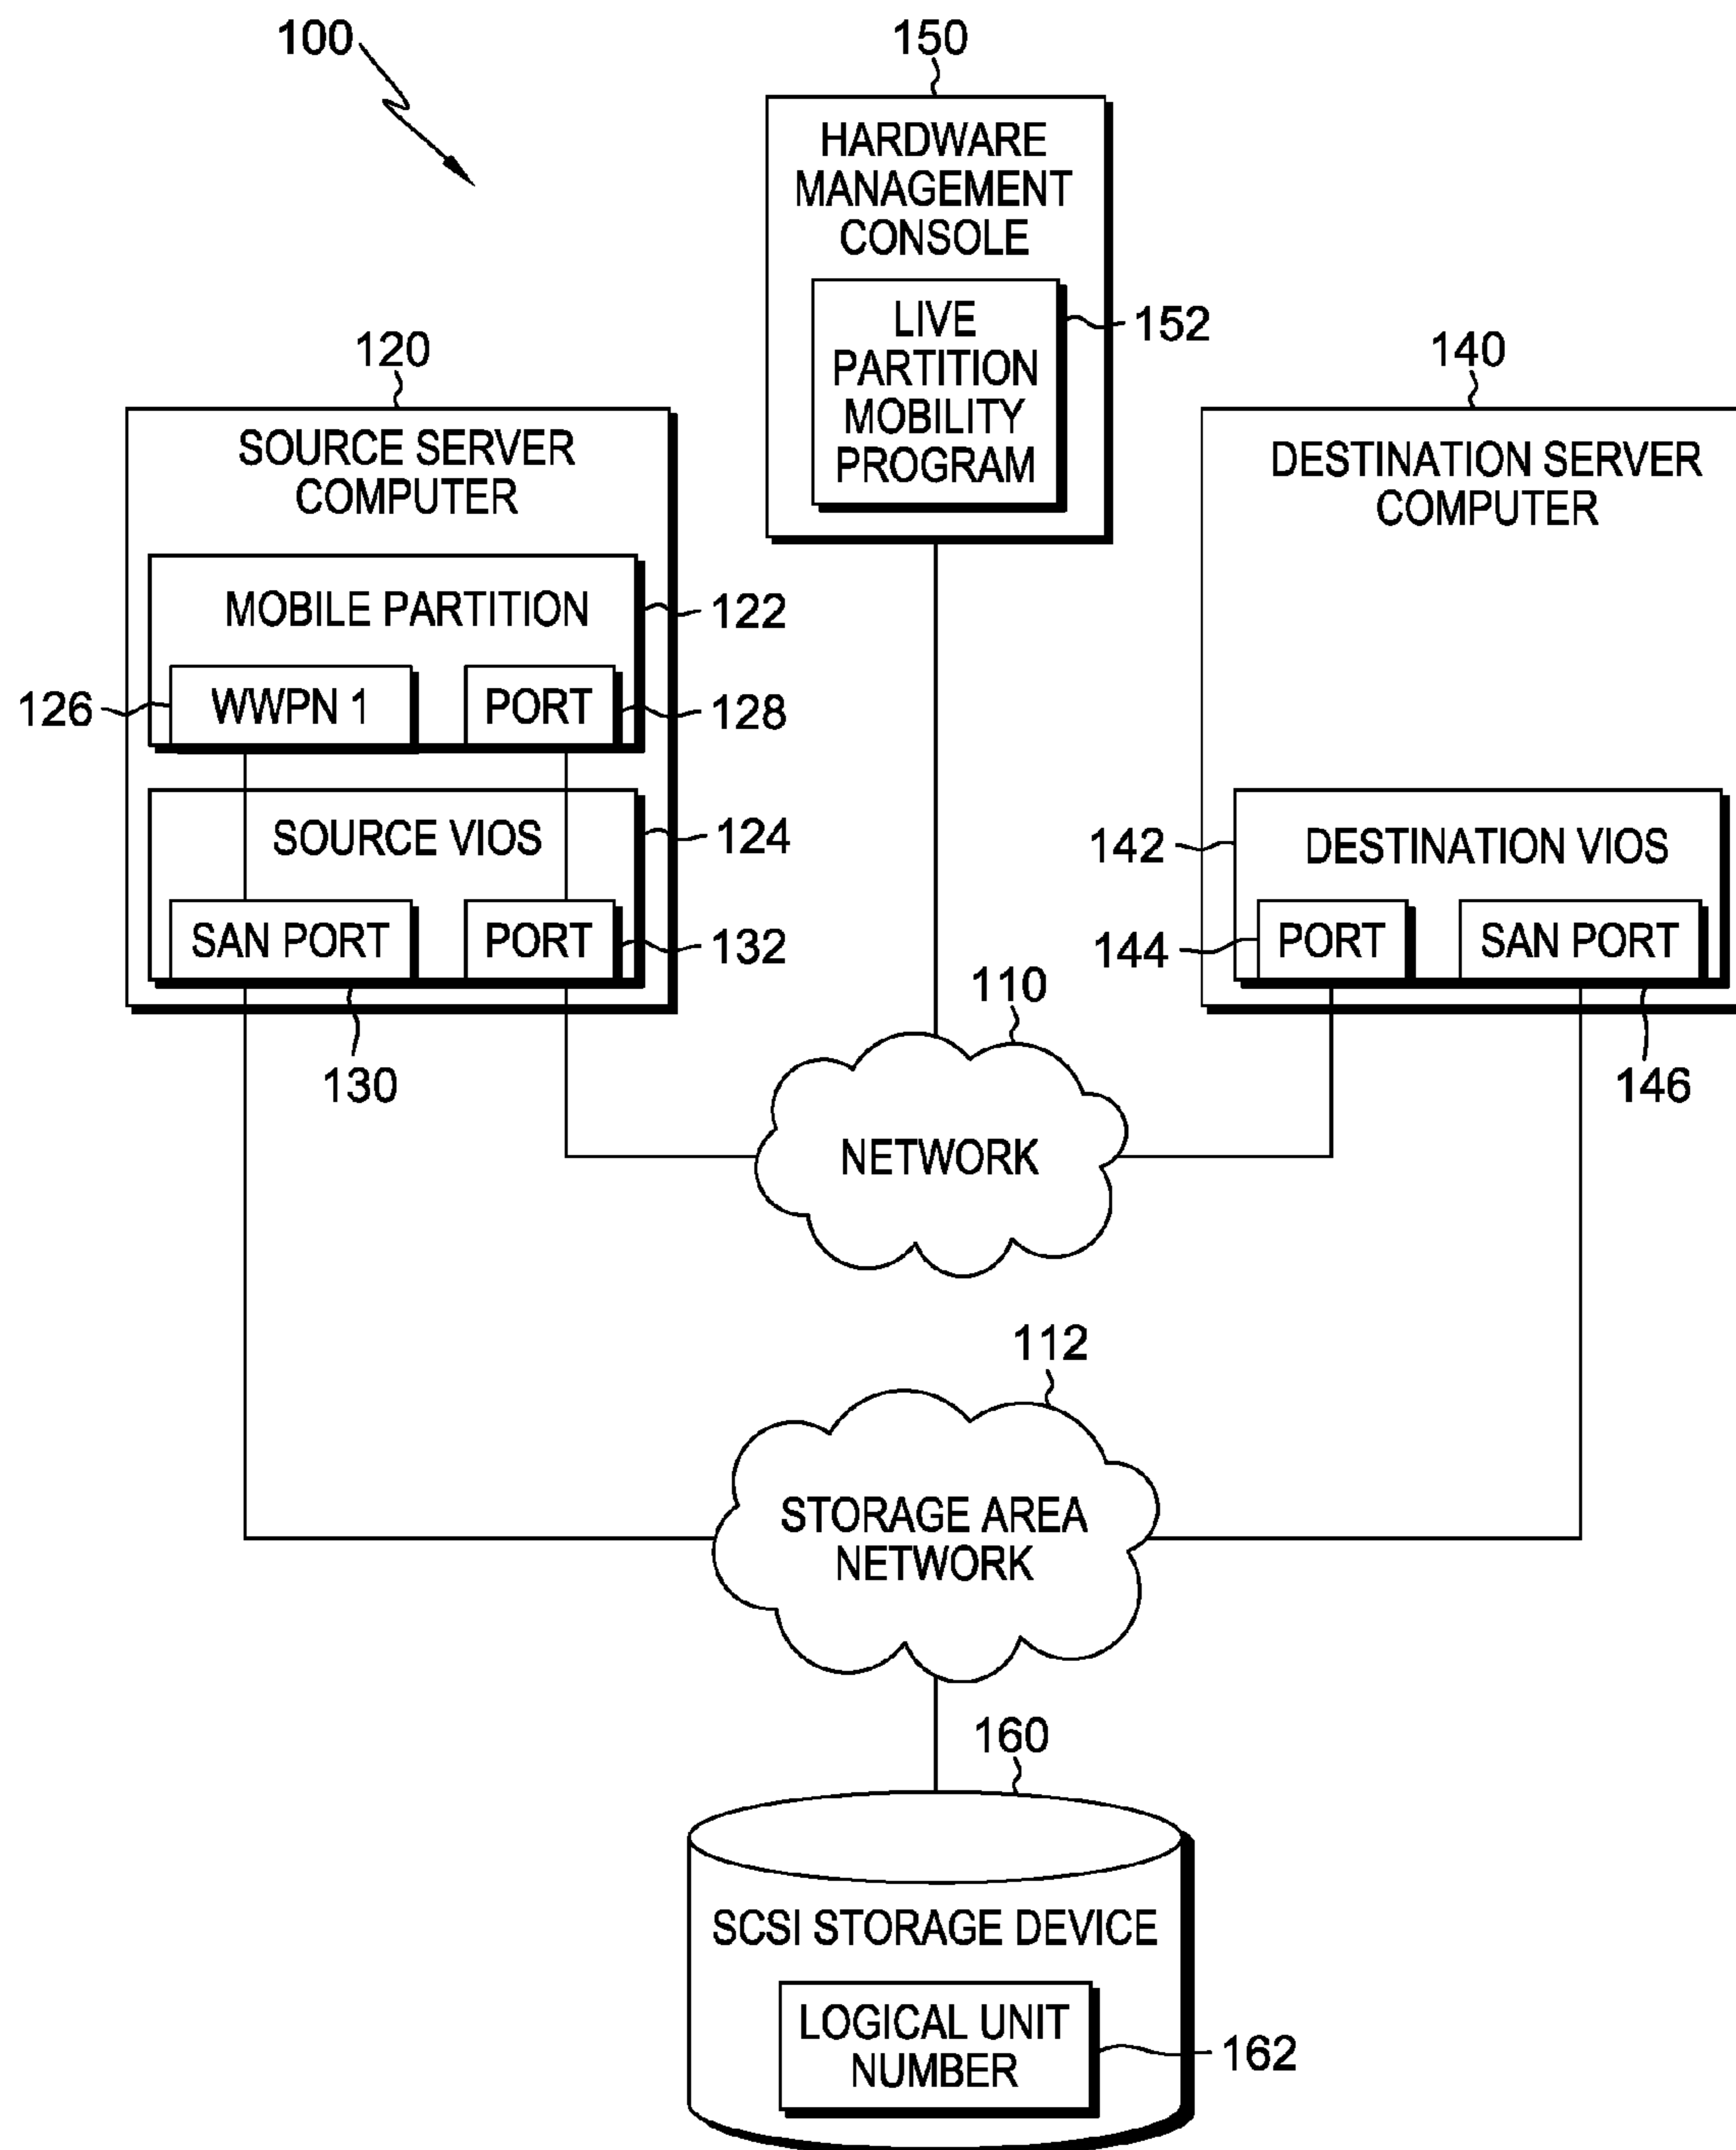 100
150
HARDWARE
MANAGEMENT
CONSOLE
LIVE
PARTITION
MOBILITY
PROGRAM
152
120
SOURCE SERVER
COMPUTER
MOBILE PARTITION
122
126
WWPN 1
PORT
128
SOURCE VIOS
124
SAN PORT
PORT
132
130
140
DESTINATION SERVER
COMPUTER
142
DESTINATION VIOS
144
PORT
SAN PORT
146
110
NETWORK
112
STORAGE AREA
NETWORK
160
SCSI STORAGE DEVICE
LOGICAL UNIT
NUMBER
162